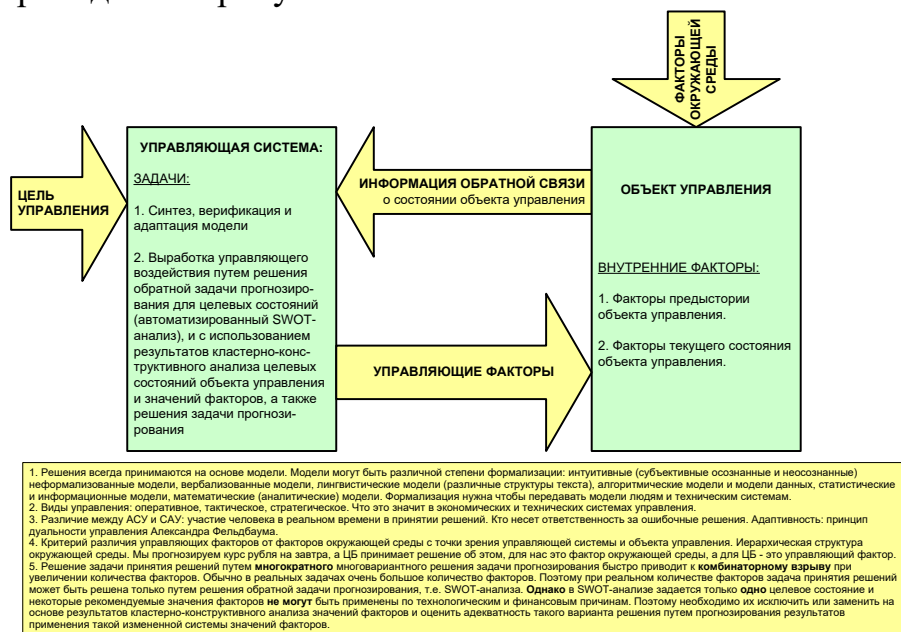 ФАКТОРЫ
ОКРУЖАЮЩЕЙ
СРЕДЫ
ЦЕЛЬ
УПРАВЛЕНИЯ
УПРАВЛЯЮЩАЯ СИСТЕМА:
ЗАДАЧИ:
1. Синтез, верификация и
адаптация модели
2. Выработка управляющего
воздействия путем решения
обратной задачи прогнозиро-
вания для целевых состояний
(автоматизированный SWOT-
анализ), и с использованием
результатов кластерно-конс-
труктивного анализа целевых
состояний объекта управления
и значений факторов, а также
решения задачи прогнози-
рования
ИНФОРМАЦИЯ ОБРАТНОЙ СВЯЗИ
о состоянии объекта управления
УПРАВЛЯЮЩИЕ ФАКТОРЫ
ОБЪЕКТ УПРАВЛЕНИЯ
ВНУТРЕННИЕ ФАКТОРЫ:
1. Факторы предыстории
объекта управления.
2. Факторы текущего состояния
объекта управления.
1. Решения всегда принимаются на основе модели. Модели могут быть различной степени формализации: интуитивные (субъективные осознанные и неосознанные)
неформализованные модели, вербализованные модели, лингвистические модели (различные структуры текста), алгоритмические модели и модели данных, статистические
и информационные модели, математические (аналитические) модели. Формализация нужна чтобы передавать модели людям и техническим системам.
2. Виды управления: оперативное, тактическое, стратегическое. Что это значит в экономических и технических системах управления.
3. Различие между АСУ и САУ: участие человека в реальном времени в принятии решений. Кто несет ответственность за ошибочные решения. Адаптивность: принцип
дуальности управления Александра Фельдбаума.
4. Критерий различия управляющих факторов от факторов окружающей среды с точки зрения управляющей системы и объекта управления. Иерархическая структура
окружающей среды. Мы прогнозируем курс рубля на завтра, а ЦБ принимает решение об этом, для нас это фактор окружающей среды, а для ЦБ - это управляющий фактор.
5. Решение задачи принятия решений путем многократного многовариантного решения задачи прогнозирования быстро приводит к комбинаторному взрыву при
увеличении количества факторов. Обычно в реальных задачах очень большое количество факторов. Поэтому при реальном количестве факторов задача принятия решений
может быть решена только путем решения обратной задачи прогнозирования, т.е. SWOT-анализа. Однако в SWOT-анализе задается только одно целевое состояние и
некоторые рекомендуемые значения факторов не могут быть применены по технологическим и финансовым причинам. Поэтому необходимо их исключить или заменить на
основе результатов кластерно-конструктивного анализа значений факторов и оценить адекватность такого варианта решения путем прогнозирования результатов
применения такой измененной системы значений факторов.